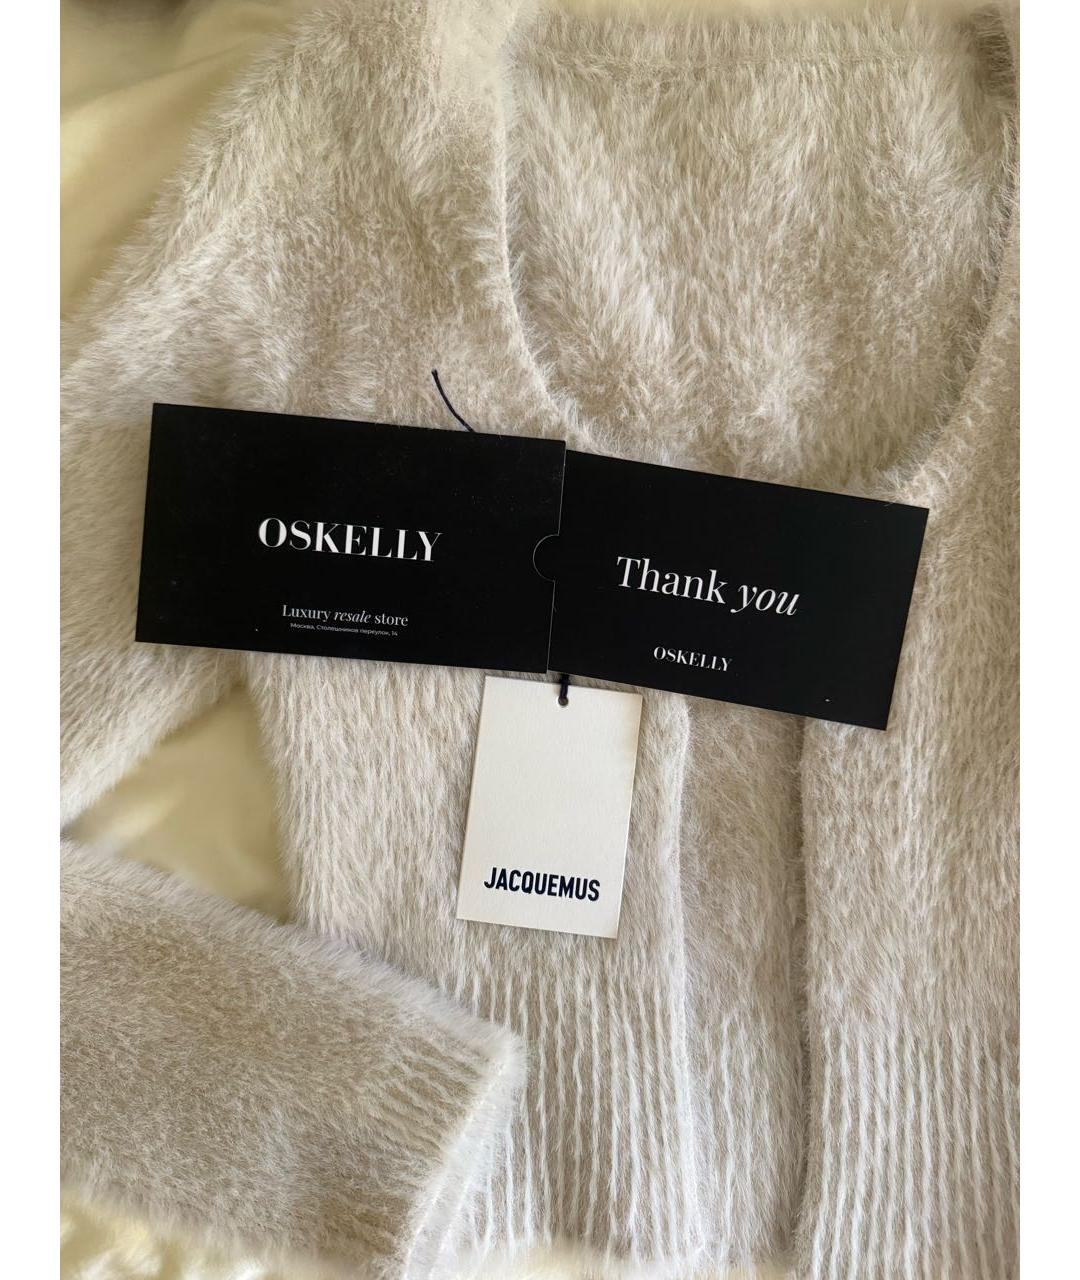 OSKELLY
Luxury resale store
Москва, Столешников переулок, 14
Thank you
OSKELLY
JACQUEMUS